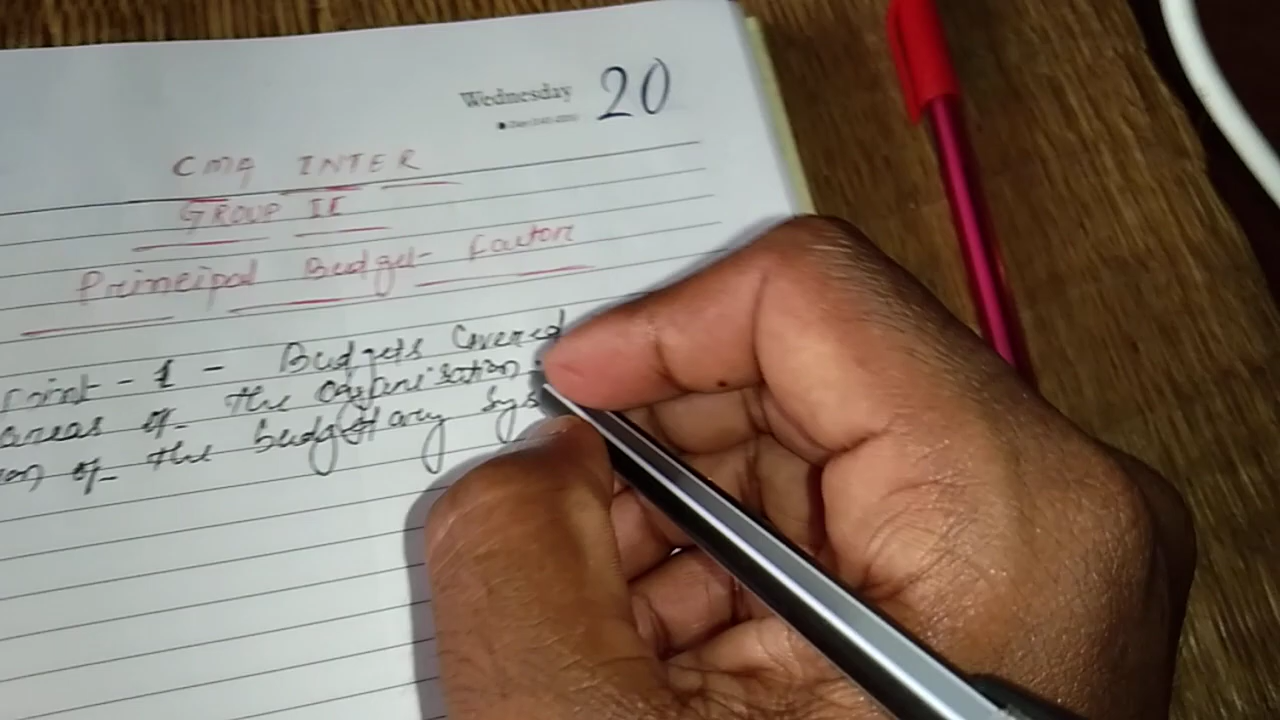 Wednesday 20
CMA INTER
GROUP II
Principal Budget Factor
Point - 1 - Budgets Covered
areas of the organisation
of the budgetary Sys